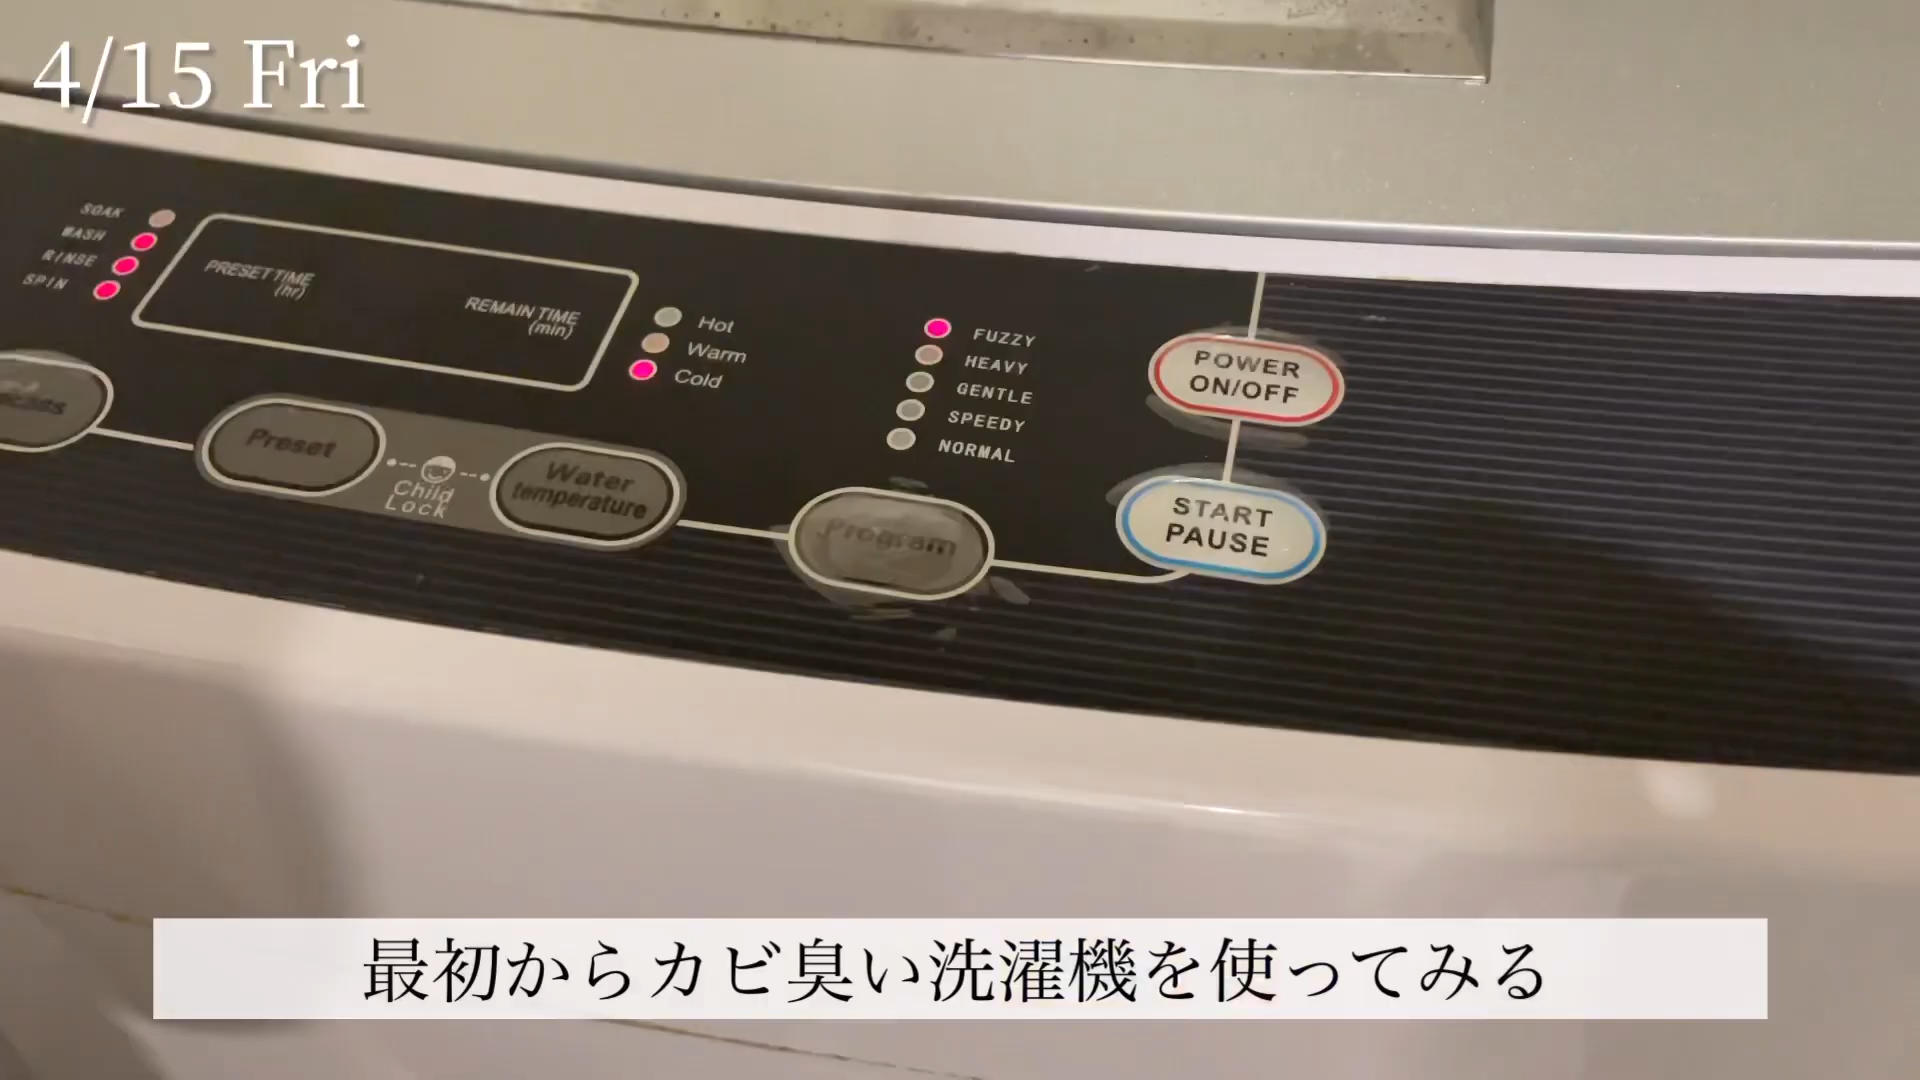 4/15 Fri
SOAK
WASH
RINSE
SPIN
PRESET TIME
(hr)
REMAIN TIME
(min)
Hot
Warm
Cold
FUZZY
HEAVY
GENTLE
SPEEDY
NORMAL
POWER
ON/OFF
START
PAUSE
Preset
Child
Lock
Water
temperature
Program
最初からカビ臭い洗濯機を使ってみる